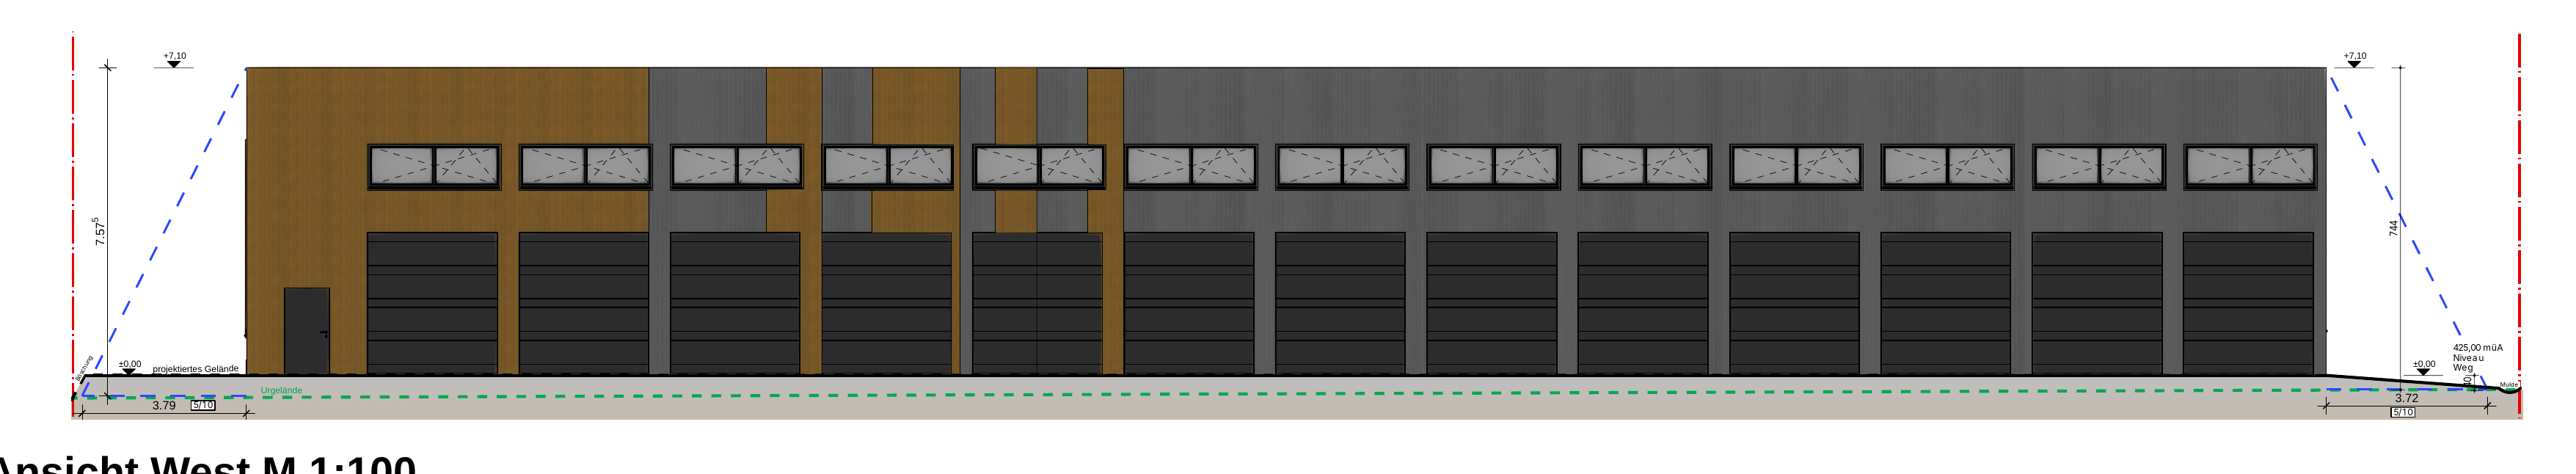 +7,10
+7,10
7.57⁵
744
±0,00
projektiertes Gelände
Urgelände
3.79 5/10
425,00 müA
Niveau
Weg
±0,00
40
Mulde
3.72
5/10
Ansicht West M 1:100